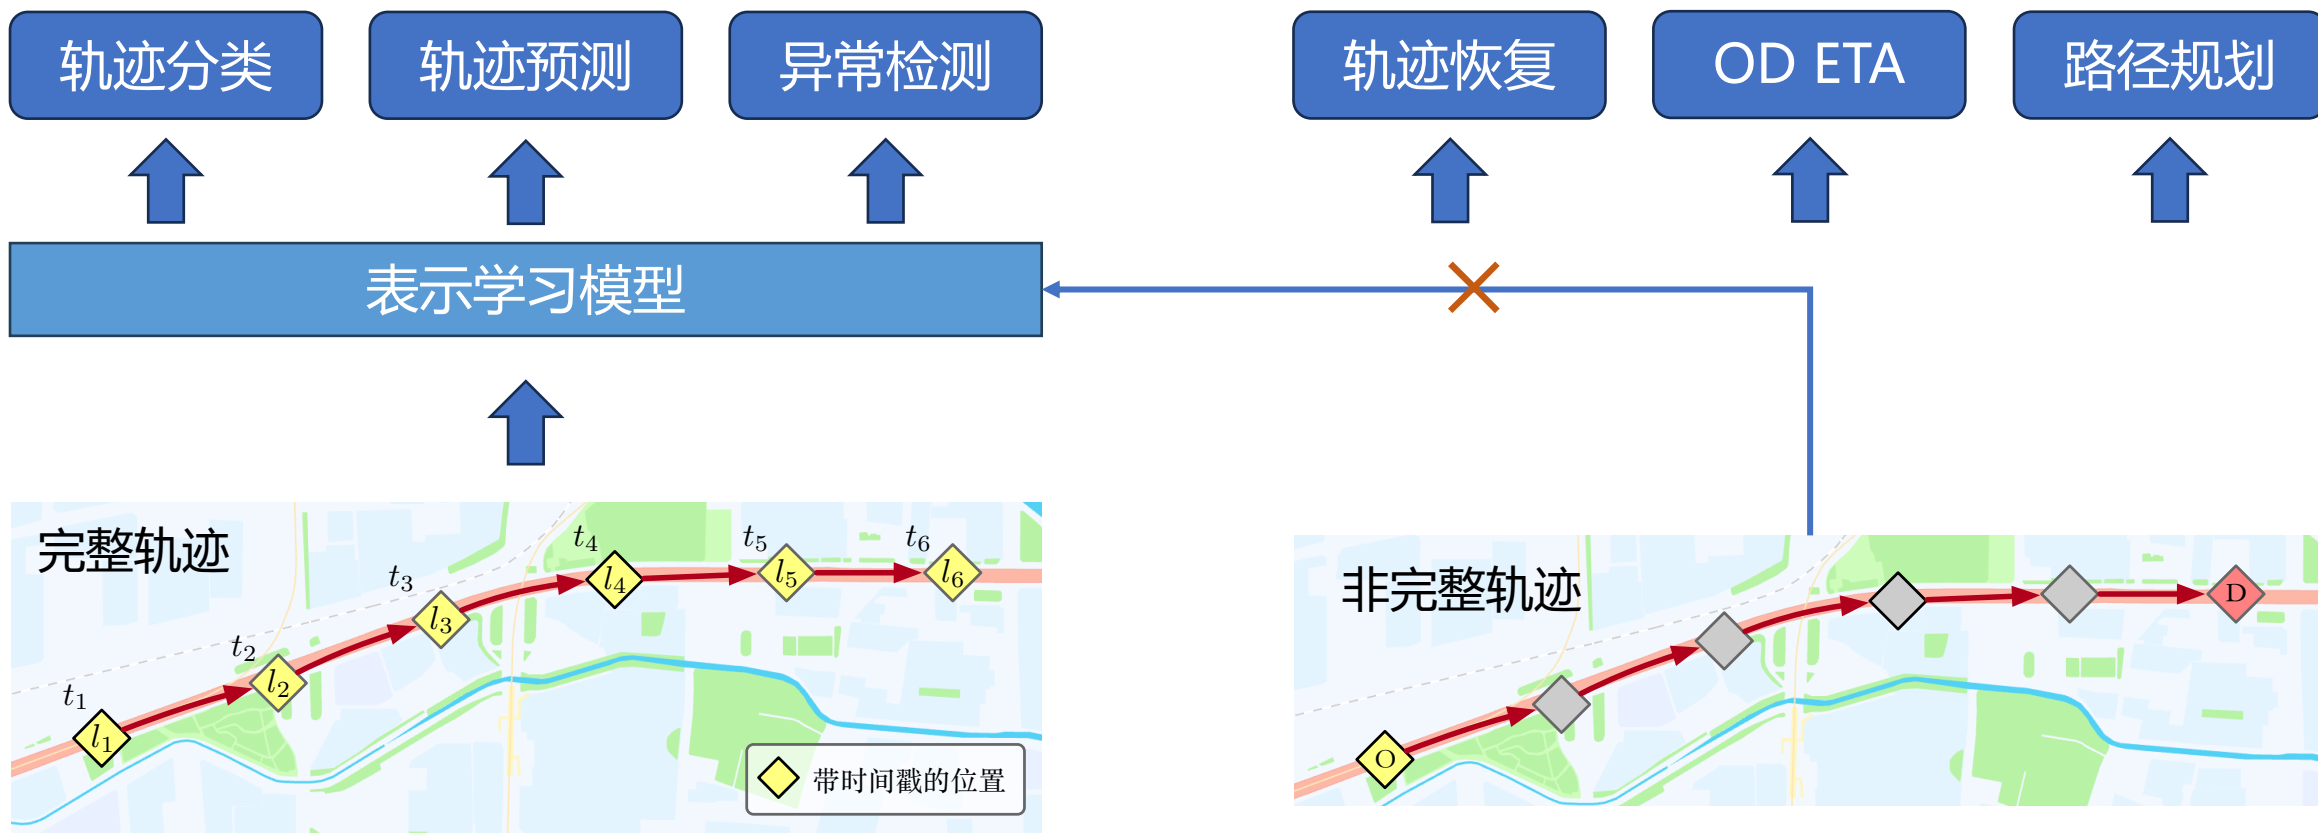 轨迹分类
轨迹预测
异常检测
轨迹恢复
OD ETA
路径规划
表示学习模型
完整轨迹
t1
t2
t3
t4
t5
t6
l1
l2
l3
l4
l5
l6
带时间戳的位置
非完整轨迹
O
D